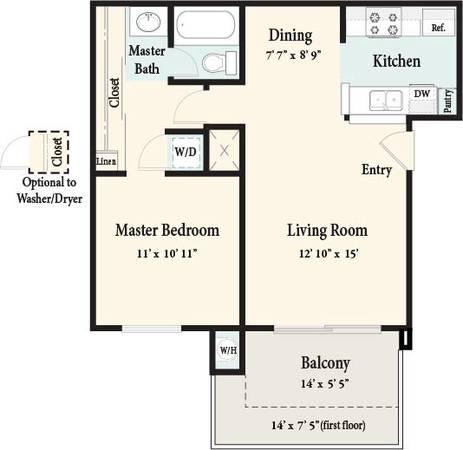 Dining
7' 7" x 8' 9"
Ref.
Kitchen
Master
Bath
Closet
DW
Pantry
Closet
Linen
W/D
Entry
Optional to
Washer/Dryer
Master Bedroom
11' x 10' 11"
Living Room
12' 10" x 15'
W/H
Balcony
14' x 5' 5"
14' x 7' 5"(first floor)